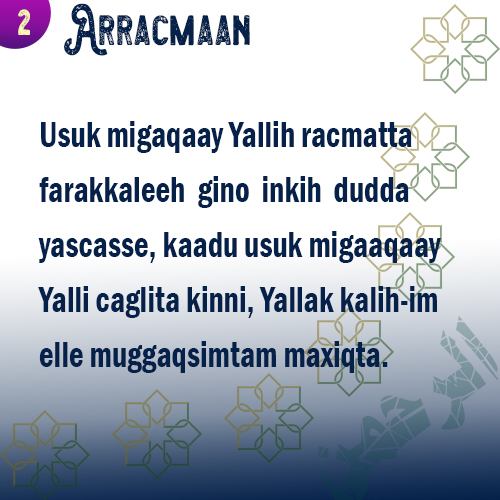 2
Arracmaan
Usuk migaqaay Yallih racmatta
farakkaleeh gino inkih dudda
yascasse, kaadu usuk migaaqaay
Yalli caglita kinni, Yallak kalih-im
elle muggaqsimtam maxiqta.